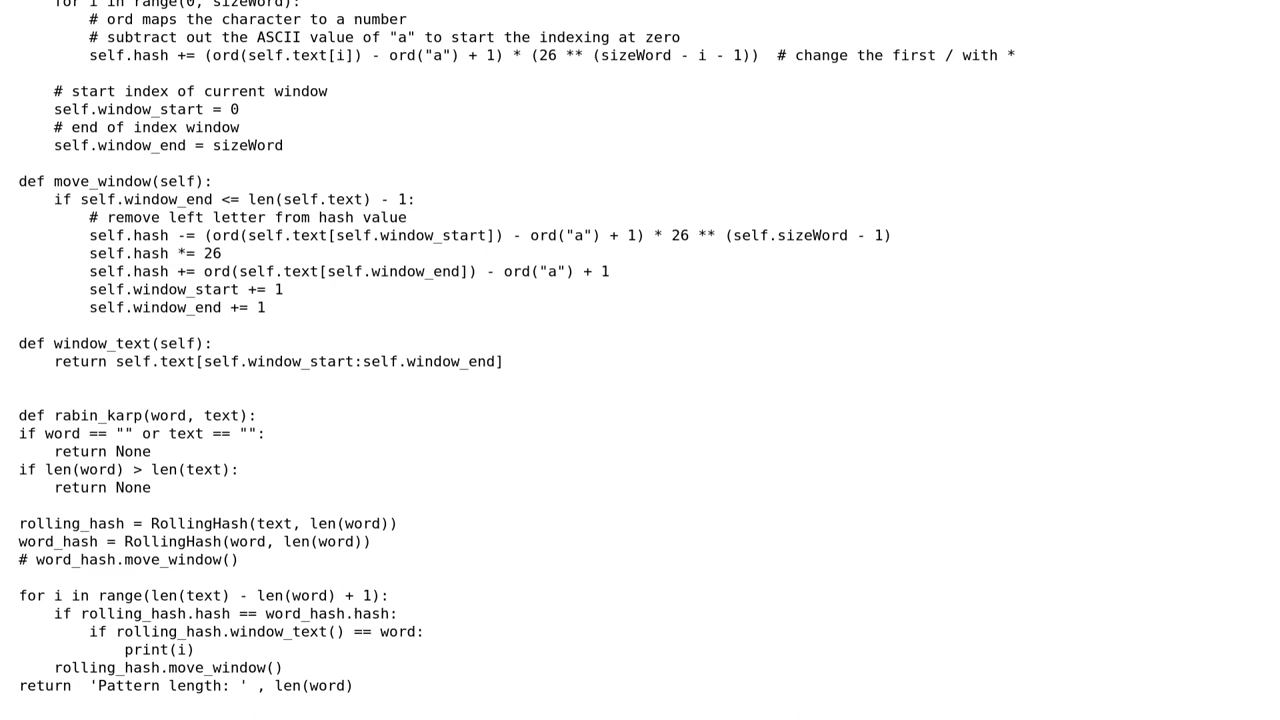 for i in range(0, sizeWord):
        # ord maps the character to a number
        # subtract out the ASCII value of "a" to start the indexing at zero
        self.hash += (ord(self.text[i]) - ord("a") + 1) * (26 ** (sizeWord - i - 1))  # change the first / with *

    # start index of current window
    self.window_start = 0
    # end of index window
    self.window_end = sizeWord

def move_window(self):
    if self.window_end <= len(self.text) - 1:
        # remove left letter from hash value
        self.hash -= (ord(self.text[self.window_start]) - ord("a") + 1) * 26 ** (self.sizeWord - 1)
        self.hash *= 26
        self.hash += ord(self.text[self.window_end]) - ord("a") + 1
        self.window_start += 1
        self.window_end += 1

def window_text(self):
    return self.text[self.window_start:self.window_end]


def rabin_karp(word, text):
if word == "" or text == "":
    return None
if len(word) > len(text):
    return None

rolling_hash = RollingHash(text, len(word))
word_hash = RollingHash(word, len(word))
# word_hash.move_window()

for i in range(len(text) - len(word) + 1):
    if rolling_hash.hash == word_hash.hash:
        if rolling_hash.window_text() == word:
            print(i)
    rolling_hash.move_window()
return  'Pattern length: ' , len(word)